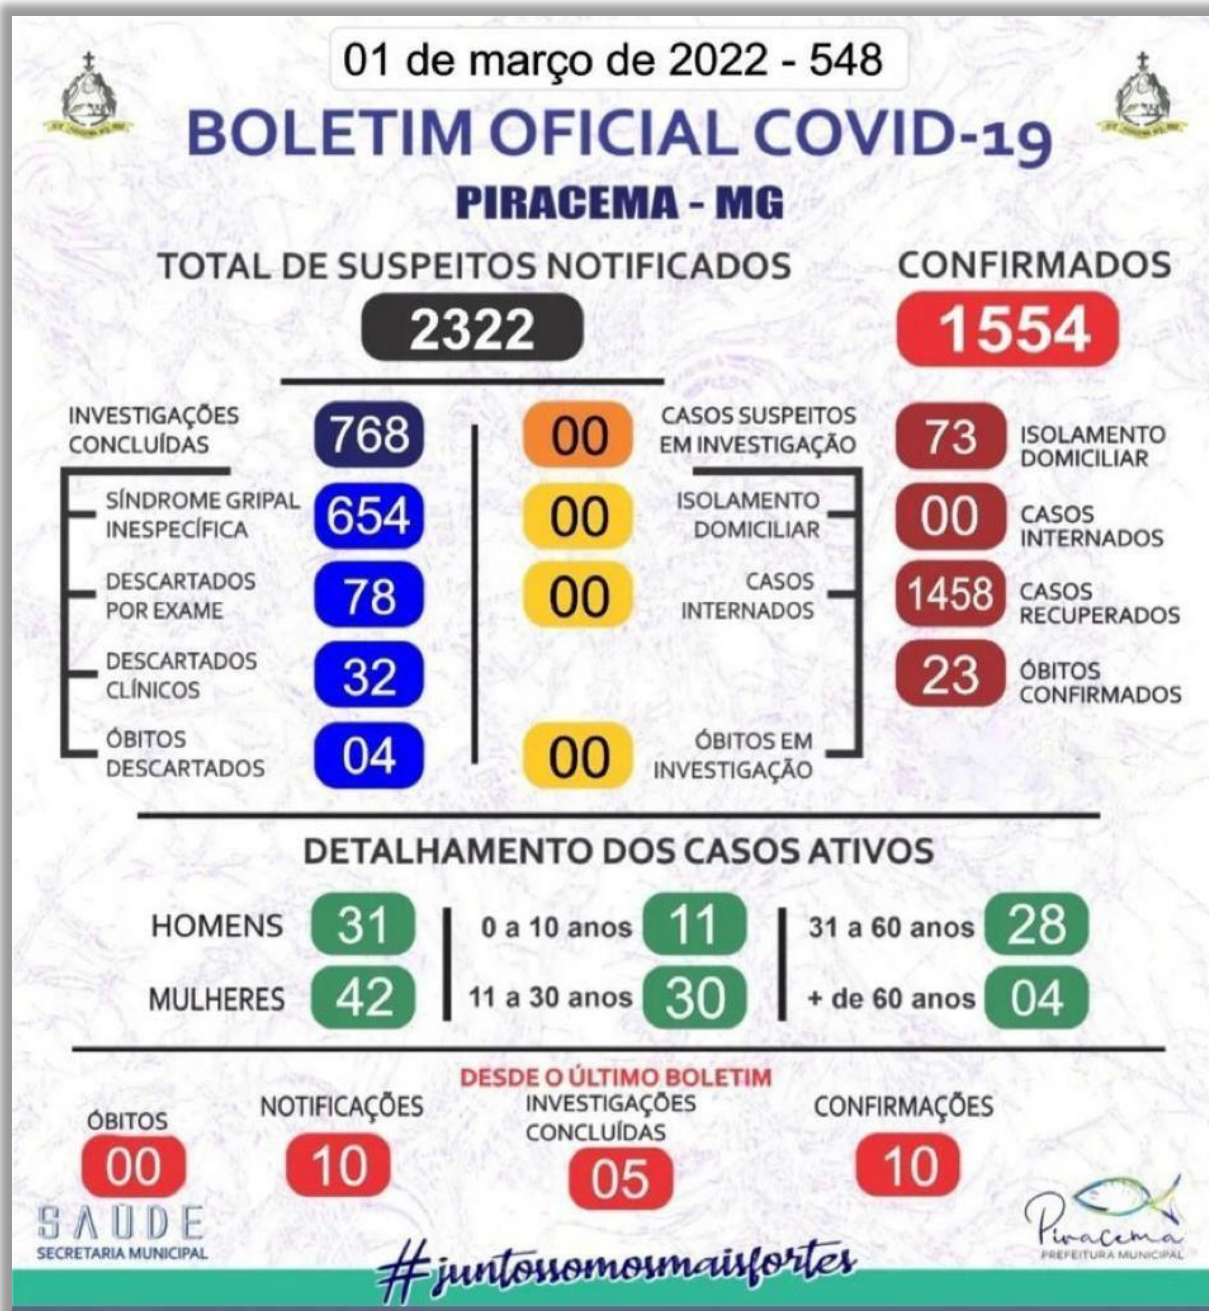 01 de março de 2022 - 548
BOLETIM OFICIAL COVID-19
PIRACEMA - MG
TOTAL DE SUSPEITOS NOTIFICADOS
2322
CONFIRMADOS
1554
INVESTIGAÇÕES
CONCLUÍDAS
768
SÍNDROME GRIPAL
INESPECÍFICA
654
DESCARTADOS
POR EXAME
78
DESCARTADOS
CLÍNICOS
32
ÓBITOS
DESCARTADOS
04
00
CASOS SUSPEITOS
EM INVESTIGAÇÃO
00
ISOLAMENTO
DOMICILIAR
00
CASOS
INTERNADOS
00
ÓBITOS EM
INVESTIGAÇÃO
73
ISOLAMENTO
DOMICILIAR
00
CASOS
INTERNADOS
1458
CASOS
RECUPERADOS
23
ÓBITOS
CONFIRMADOS
DETALHAMENTO DOS CASOS ATIVOS
HOMENS 31
MULHERES 42
0 a 10 anos 11
11 a 30 anos 30
31 a 60 anos 28
+ de 60 anos 04
DESDE O ÚLTIMO BOLETIM
ÓBITOS
00
NOTIFICAÇÕES
10
INVESTIGAÇÕES
CONCLUÍDAS
05
CONFIRMAÇÕES
10
SAÚDE
SECRETARIA MUNICIPAL
#juntossomosmaisfortes
Piracema
PREFEITURA MUNICIPAL